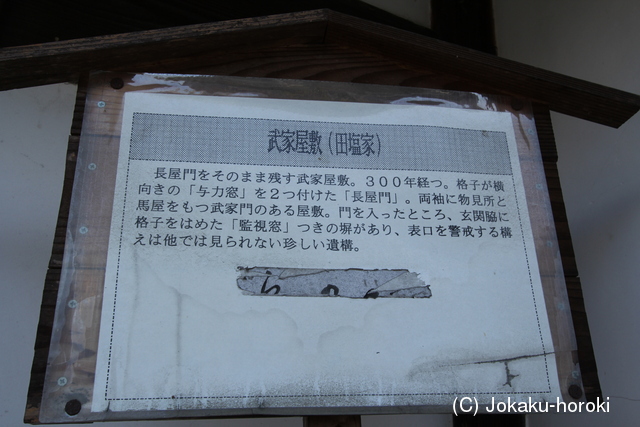 武家屋敷（田塩家）
長屋門をそのまま残す武家屋敷。３００年経つ。格子が横
向きの「与力窓」を２つ付けた「長屋門」。両袖に物見所と
馬屋をもつ武家門のある屋敷。門を入ったところ、玄関脇に
格子をはめた「監視窓」つきの塀があり、表口を警戒する構
えは他では見られない珍しい遺構。
(C) Jokaku-horoki